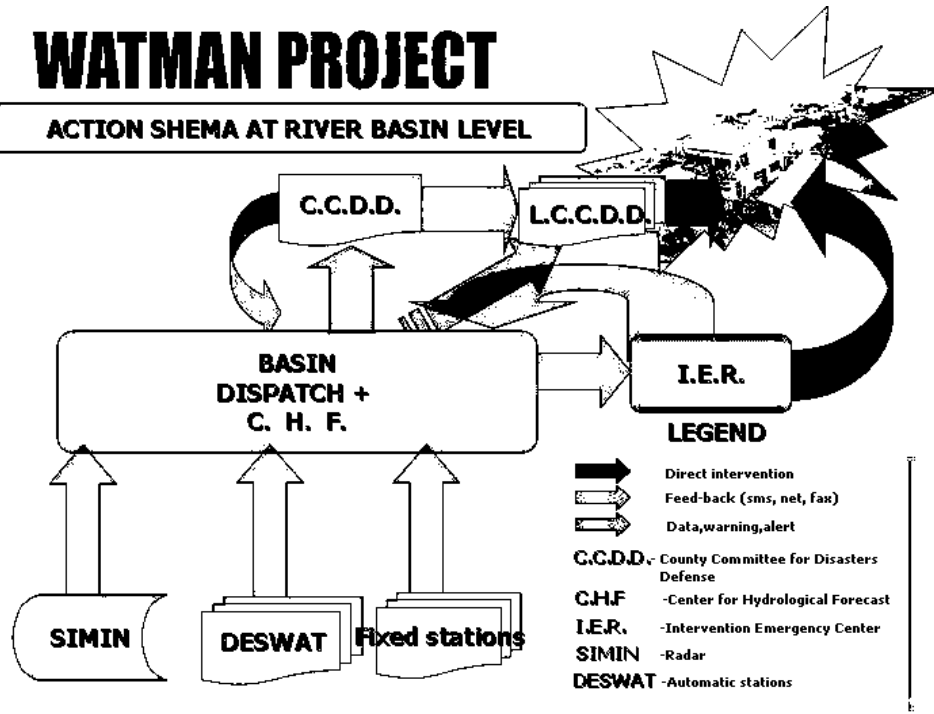 WATMAN PROJECT
ACTION SHEMA AT RIVER BASIN LEVEL
C.C.D.D.
L.C.C.D.D.
BASIN
DISPATCH +
C. H. F.
I.E.R.
LEGEND
Direct intervention
Feed-back (sms, net, fax)
Data,warning,alert
C.C.D.D.- County Committee for Disasters
Defense
C.H.F -Center for Hydrological Forecast
I.E.R. -Intervention Emergency Center
SIMIN -Radar
DESWAT -Automatic stations
SIMIN
DESWAT
Fixed stations